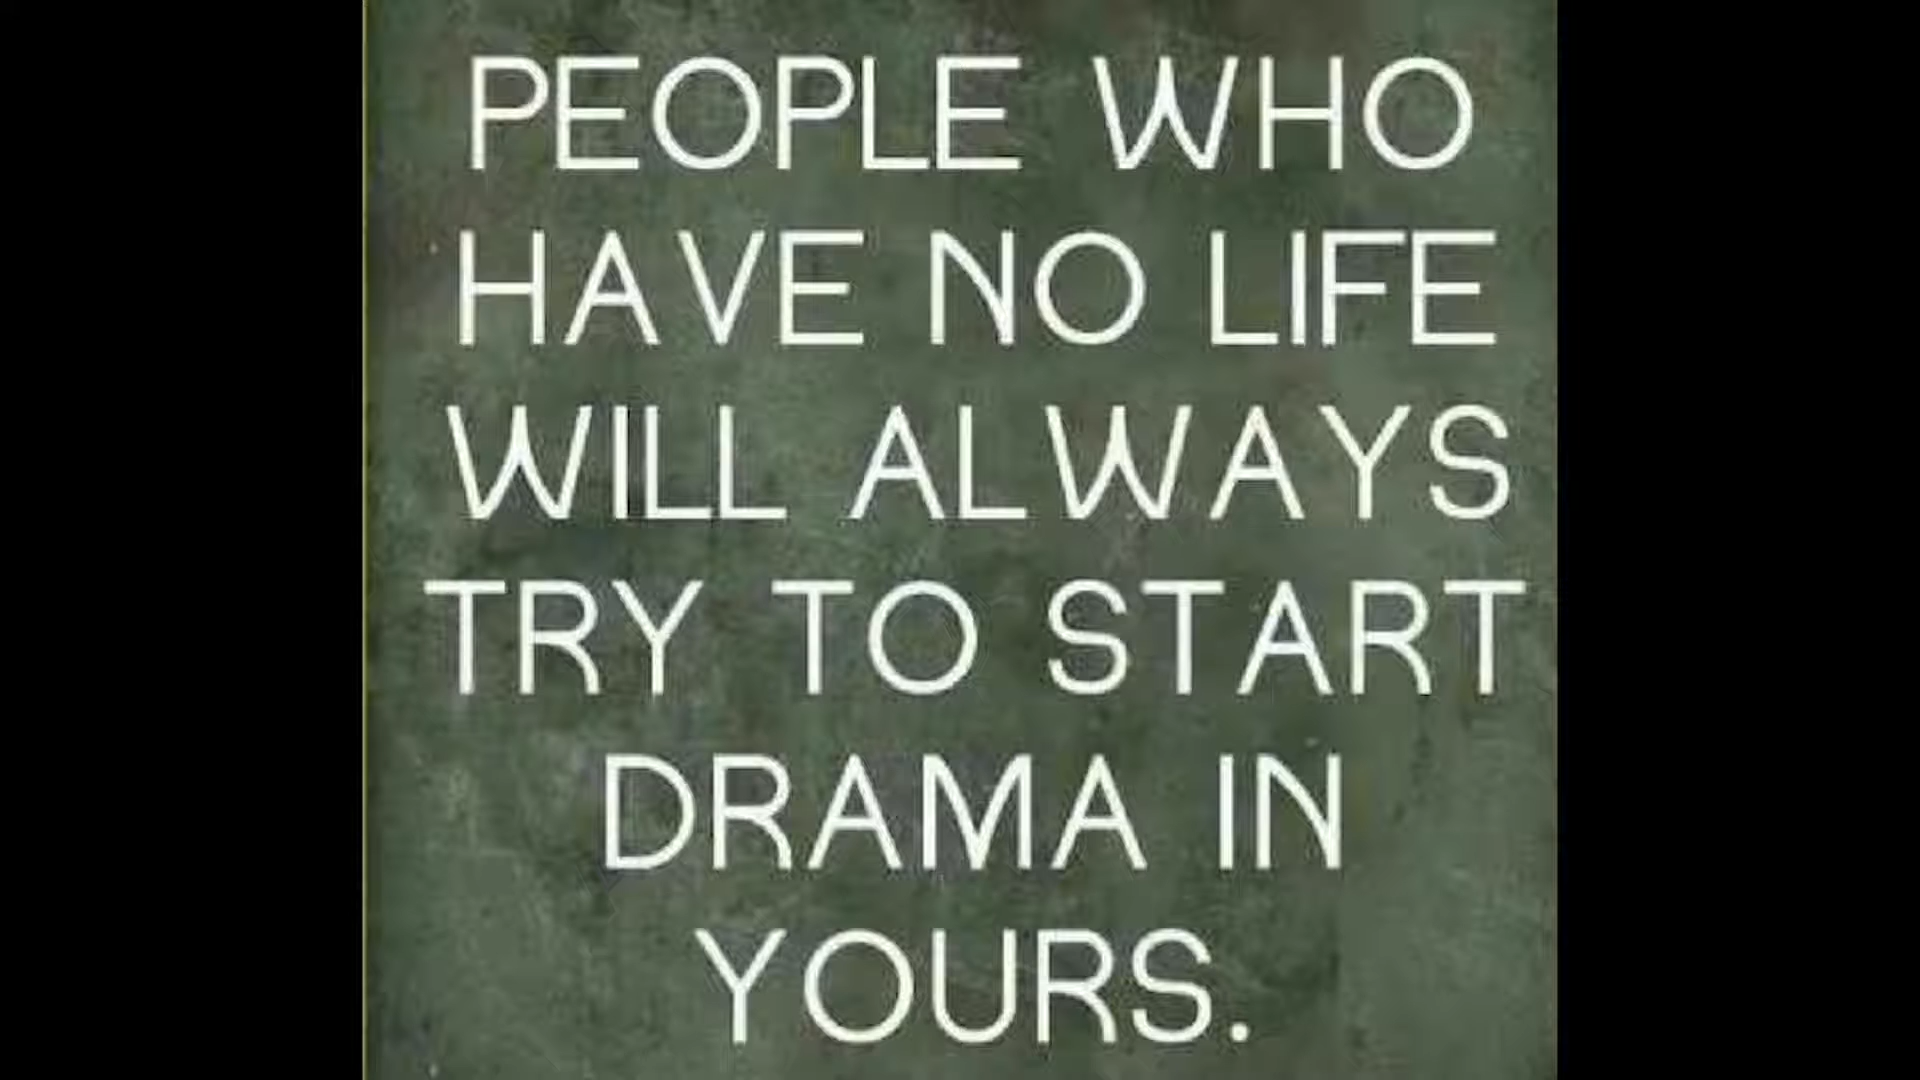 PEOPLE WHO
HAVE NO LIFE
WILL ALWAYS
TRY TO START
DRAMA IN
YOURS.